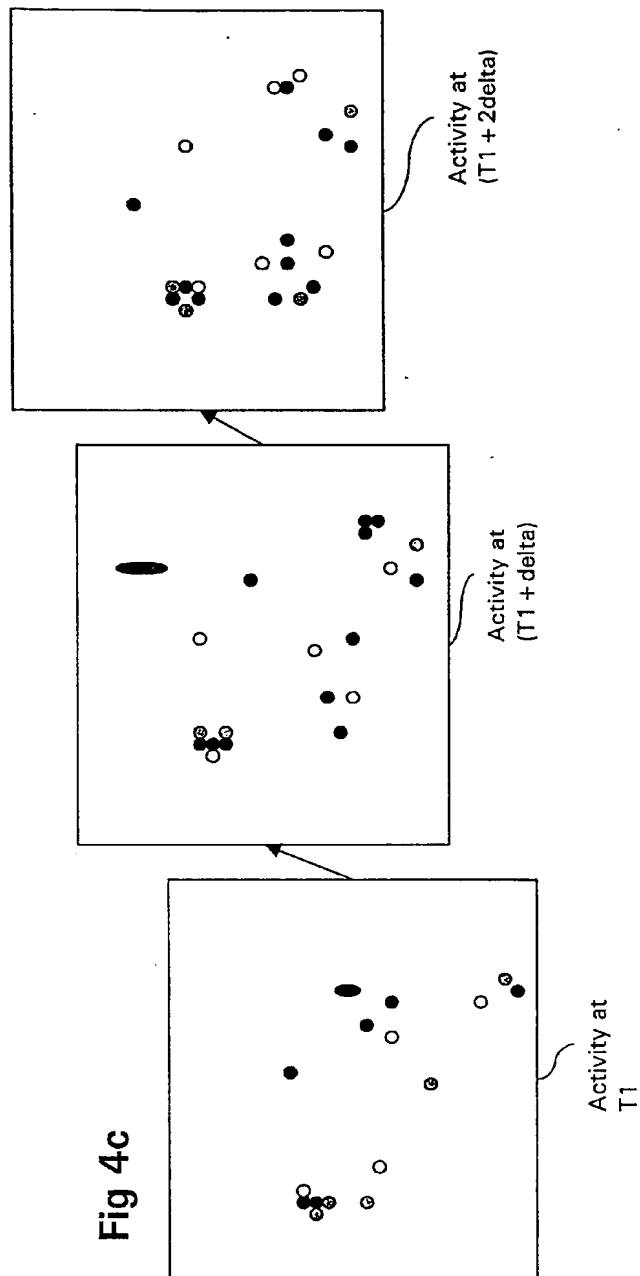 Fig 4c
Activity at
T1
Activity at
(T1 + delta)
Activity at
(T1 + 2delta)